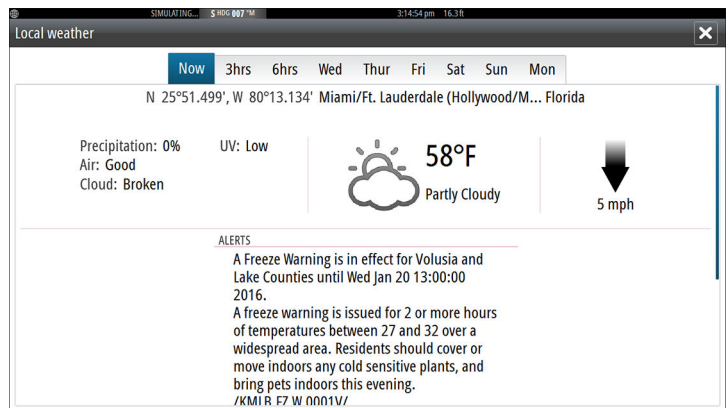 SIMULATING... S HDG 007 °M 3:14:54 pm 16.3 ft
Local weather
Now 3hrs 6hrs Wed Thur Fri Sat Sun Mon
N 25°51.499', W 80°13.134' Miami/Ft. Lauderdale (Hollywood/M... Florida
Precipitation: 0% UV: Low
Air: Good
Cloud: Broken
58°F
Partly Cloudy
5 mph
ALERTS
A Freeze Warning is in effect for Volusia and
Lake Counties until Wed Jan 20 13:00:00
2016.
A freeze warning is issued for 2 or more hours
of temperatures between 27 and 32 over a
widespread area. Residents should cover or
move indoors any cold sensitive plants, and
bring pets indoors this evening.
/KMLB.FZ.W.0001V/